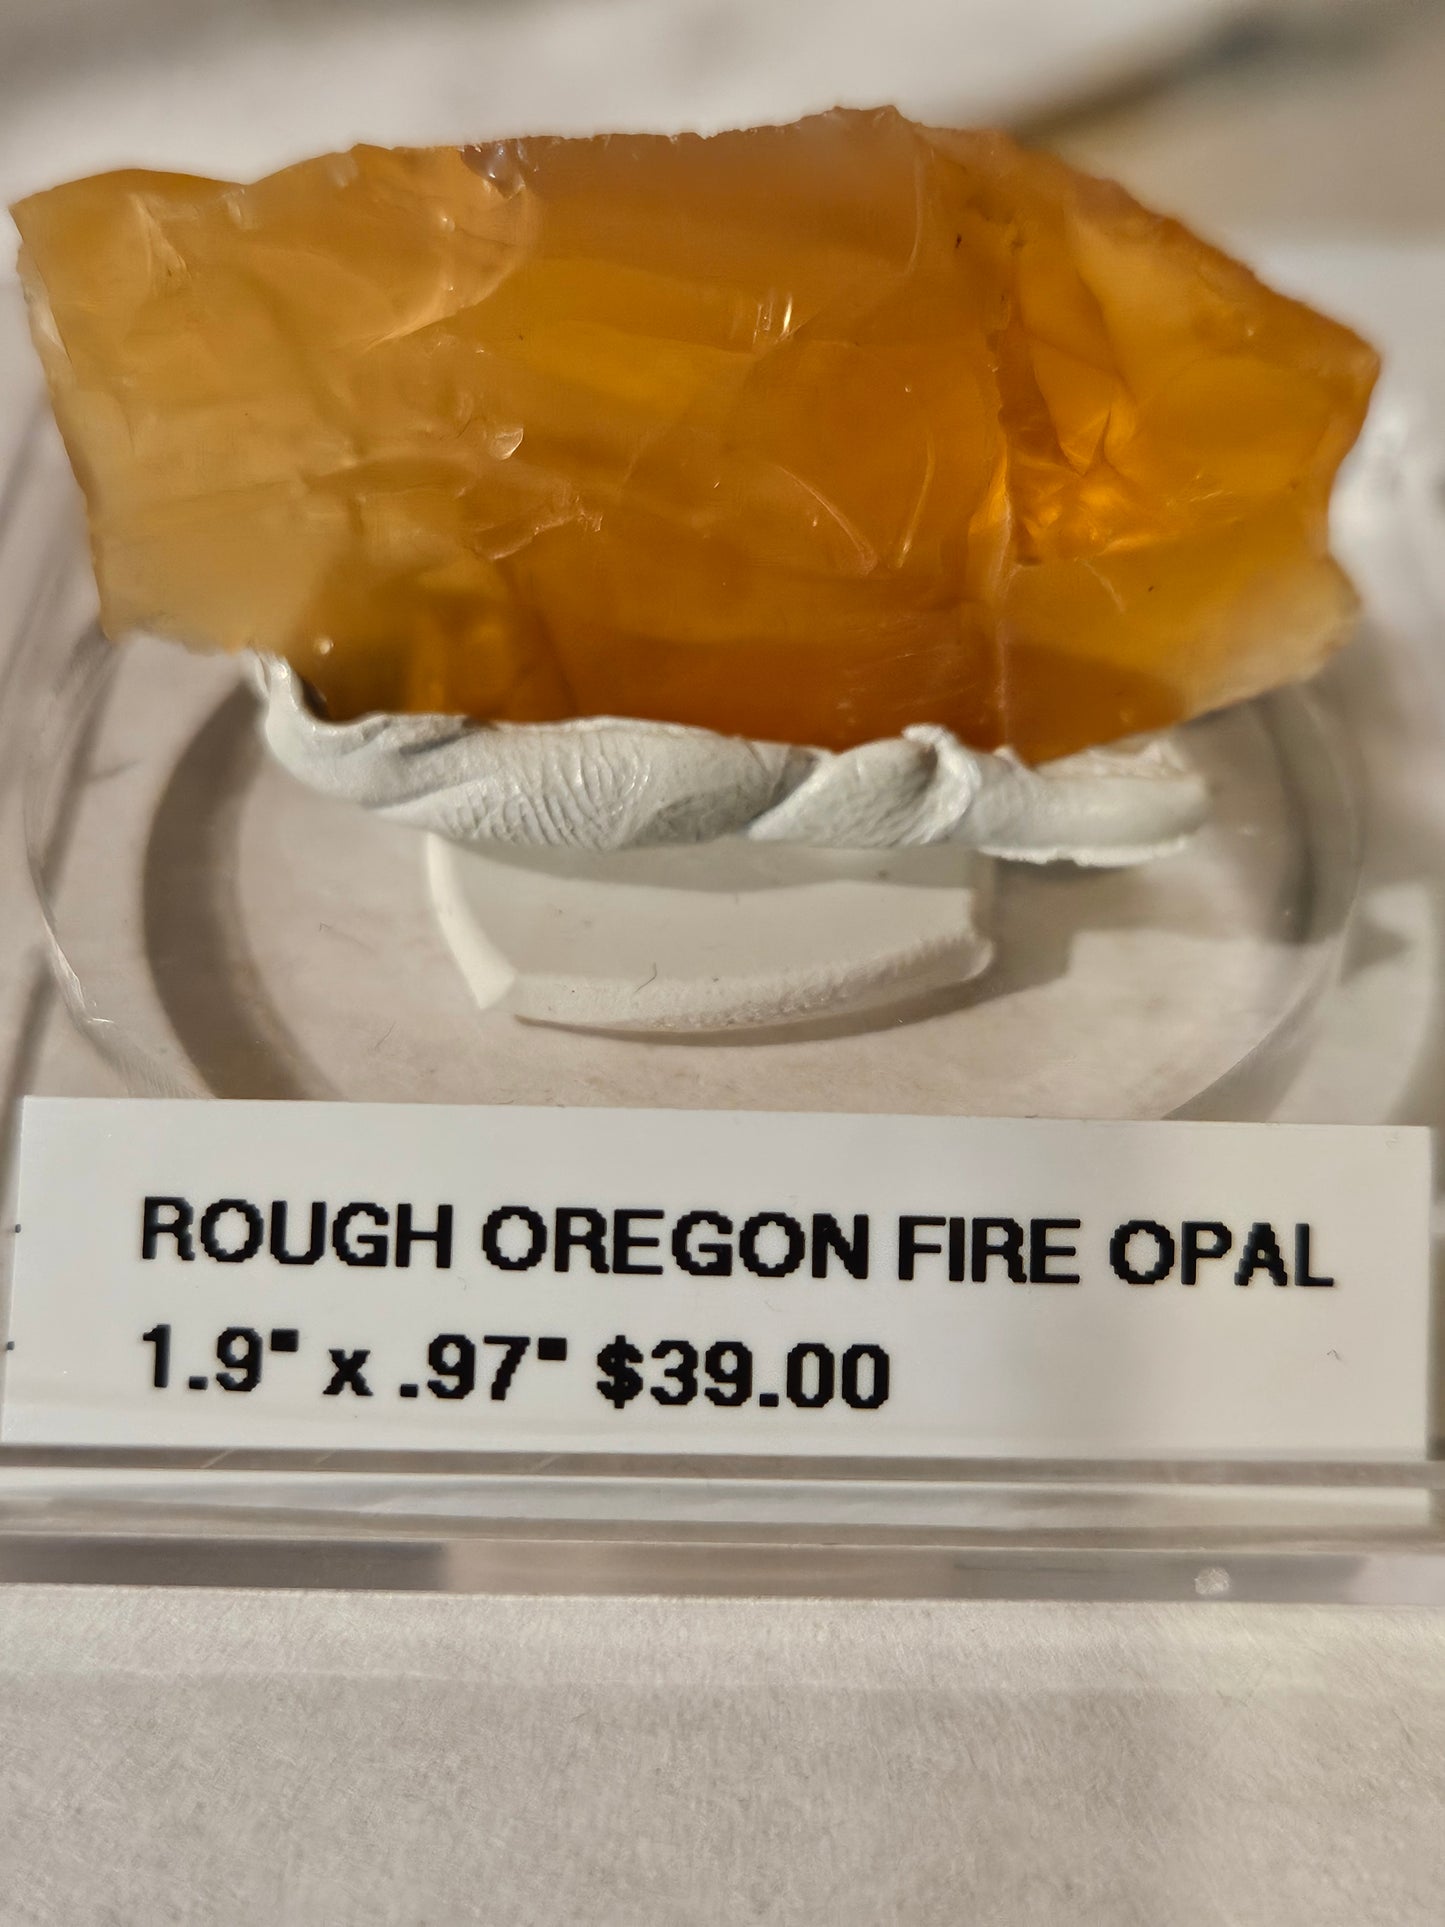 ROUGH OREGON FIRE OPAL
1.9" x .97" $39.00